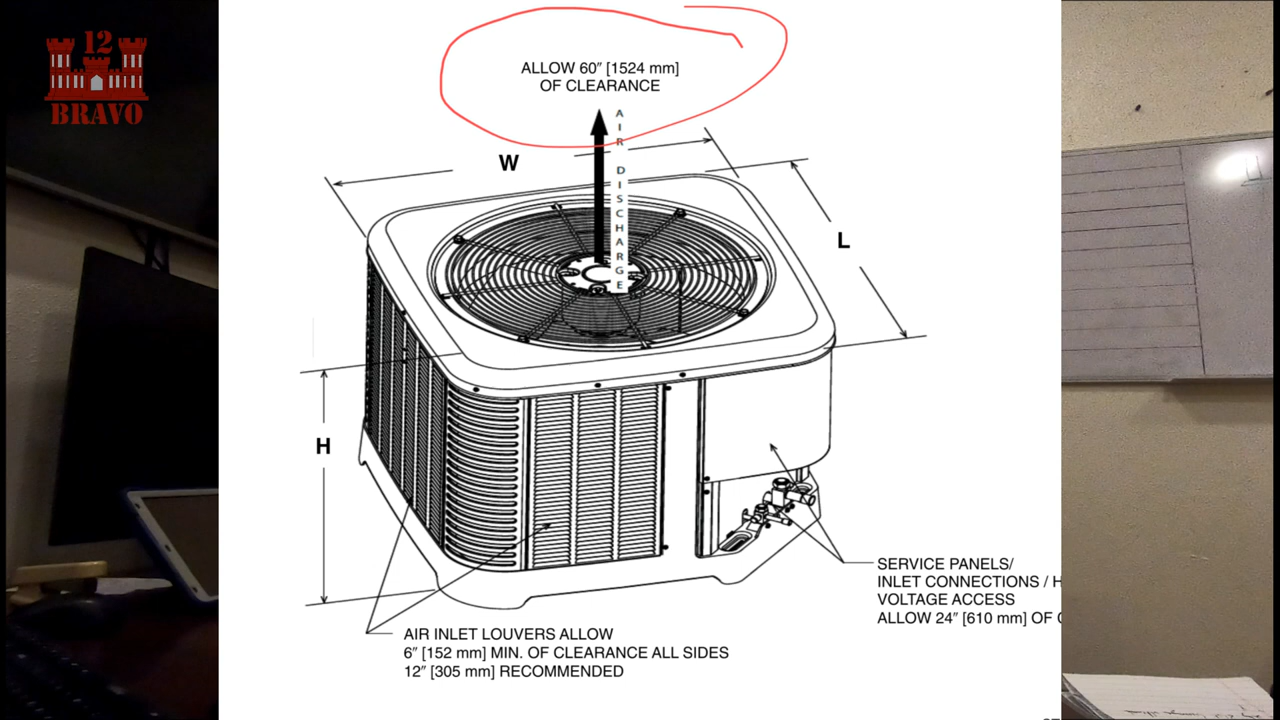 12
BRAVO
ALLOW 60″ [1524 mm]
OF CLEARANCE
AIR DISCHARGE
W
L
H
SERVICE PANELS/
INLET CONNECTIONS / H
VOLTAGE ACCESS
ALLOW 24″ [610 mm] OF
AIR INLET LOUVERS ALLOW
6″ [152 mm] MIN. OF CLEARANCE ALL SIDES
12″ [305 mm] RECOMMENDED